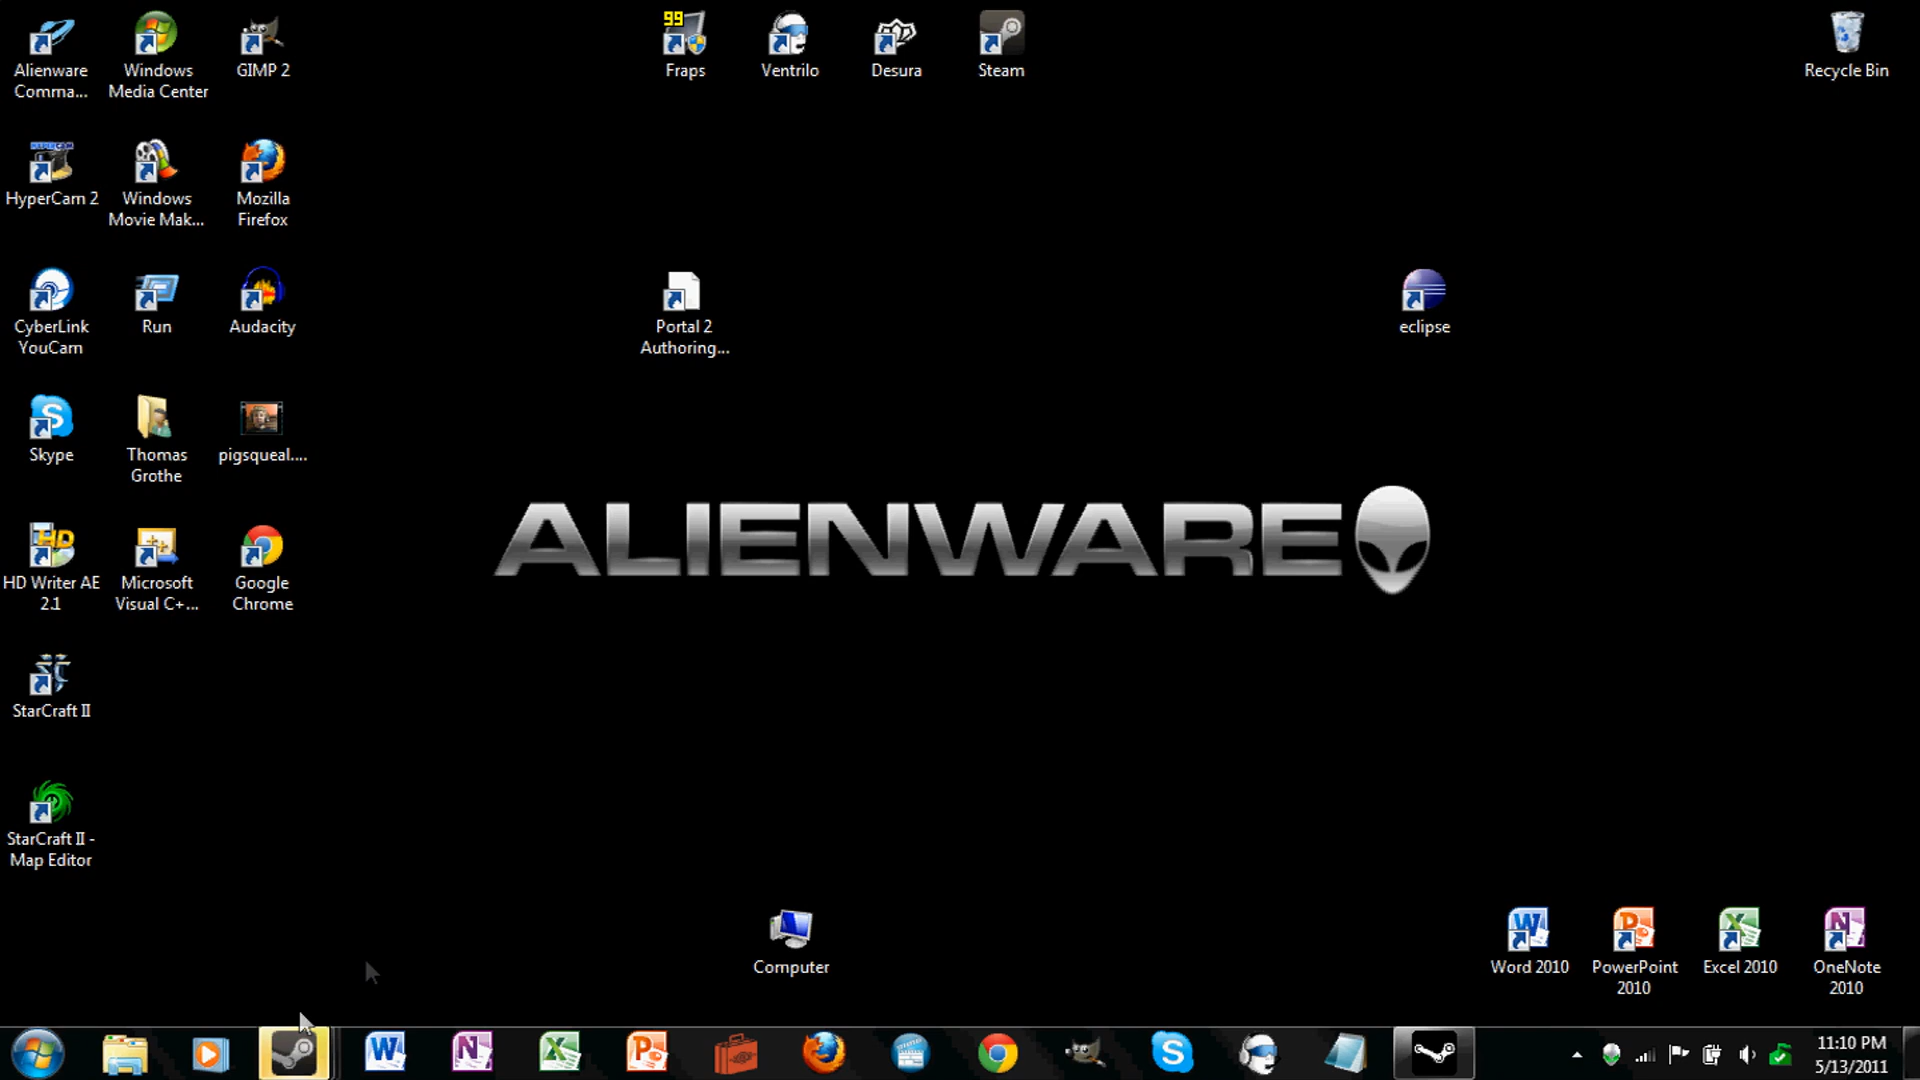 Alienware
Comma...
Windows
Media Center
GIMP 2
99
Fraps
Ventrilo
Desura
Steam
Recycle Bin
HYPERCAM
HyperCam 2
Windows
Movie Mak...
Mozilla
Firefox
CyberLink
YouCam
Run
Audacity
Portal 2
Authoring...
eclipse
Skype
Thomas
Grothe
pigsqueal....
HD
HD Writer AE
2.1
Microsoft
Visual C+...
Google
Chrome
ALIENWARE
StarCraft II
StarCraft II -
Map Editor
Computer
Word 2010
PowerPoint
2010
Excel 2010
OneNote
2010
11:10 PM
5/13/2011